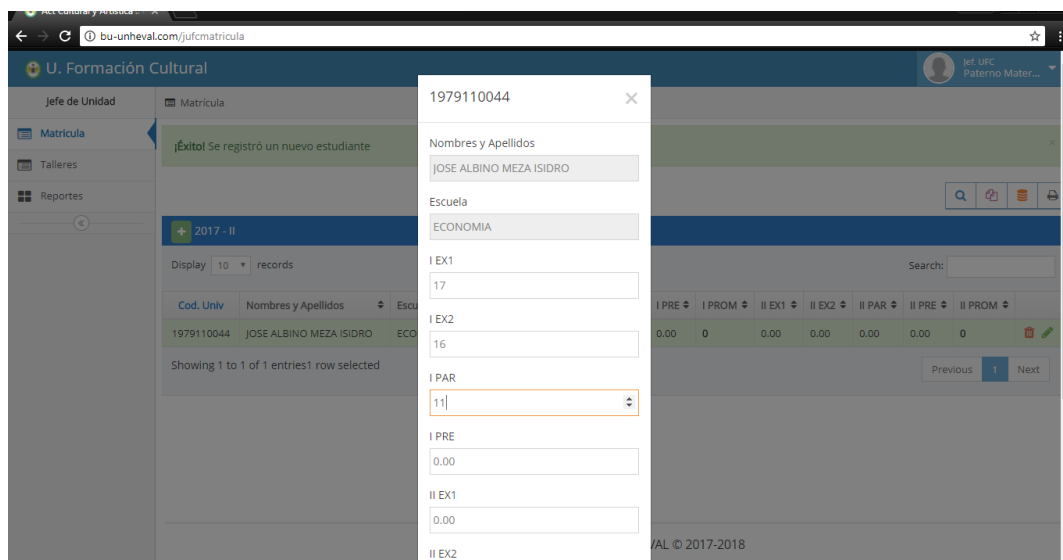 Act Cultural y Artística
bu-unheval.com/jufcmatricula
U. Formación Cultural
Jef. UFC
Paterno Mater...
Jefe de Unidad
Matrícula
Matricula
Talleres
Reportes
¡Éxito! Se registró un nuevo estudiante
2017 - II
Display 10 records
Search:
Cod. Univ Nombres y Apellidos Escu I PRE I PROM II EX1 II EX2 II PAR II PRE II PROM
1979110044 JOSE ALBINO MEZA ISIDRO ECO 0.00 0 0.00 0.00 0.00 0.00 0
Showing 1 to 1 of 1 entries1 row selected
Previous 1 Next
1979110044
Nombres y Apellidos
JOSE ALBINO MEZA ISIDRO
Escuela
ECONOMIA
I EX1
17
I EX2
16
I PAR
11
I PRE
0.00
II EX1
0.00
II EX2
VAL © 2017-2018